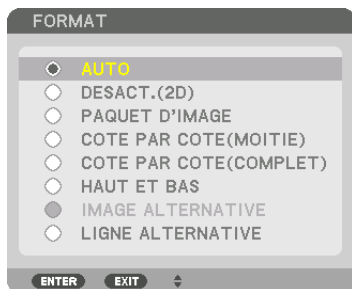 FORMAT
AUTO
DESACT.(2D)
PAQUET D'IMAGE
COTE PAR COTE(MOITIE)
COTE PAR COTE(COMPLET)
HAUT ET BAS
IMAGE ALTERNATIVE
LIGNE ALTERNATIVE
ENTER EXIT